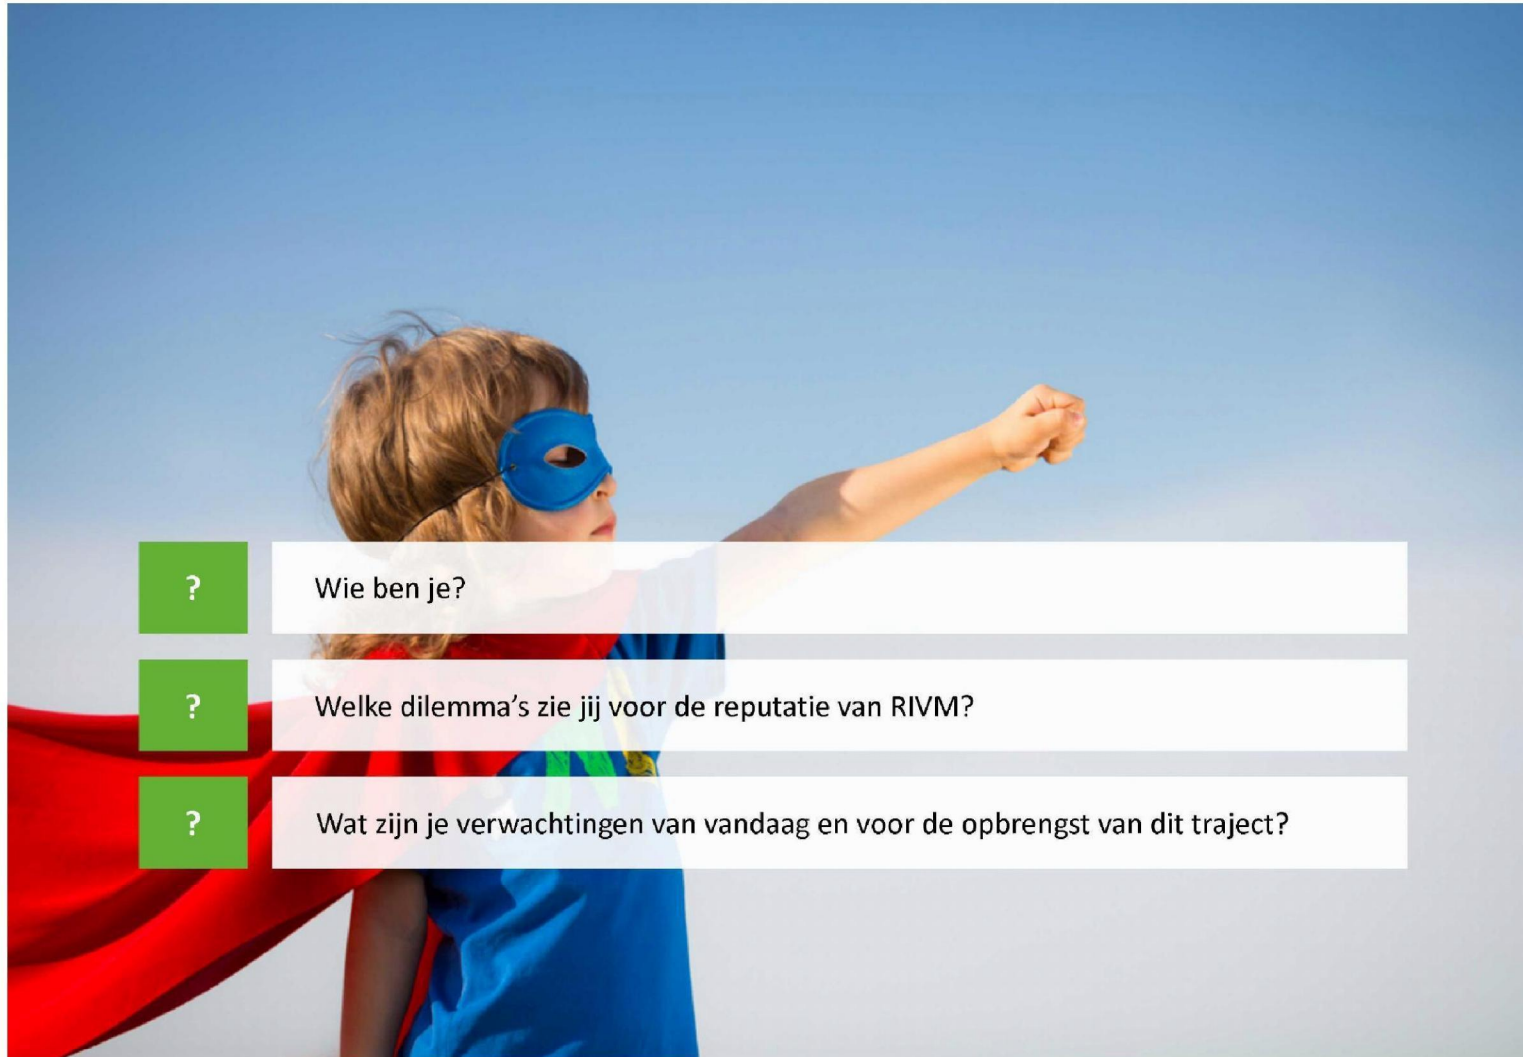 ? Wie ben je?
? Welke dilemma’s zie jij voor de reputatie van RIVM?
? Wat zijn je verwachtingen van vandaag en voor de opbrengst van dit traject?